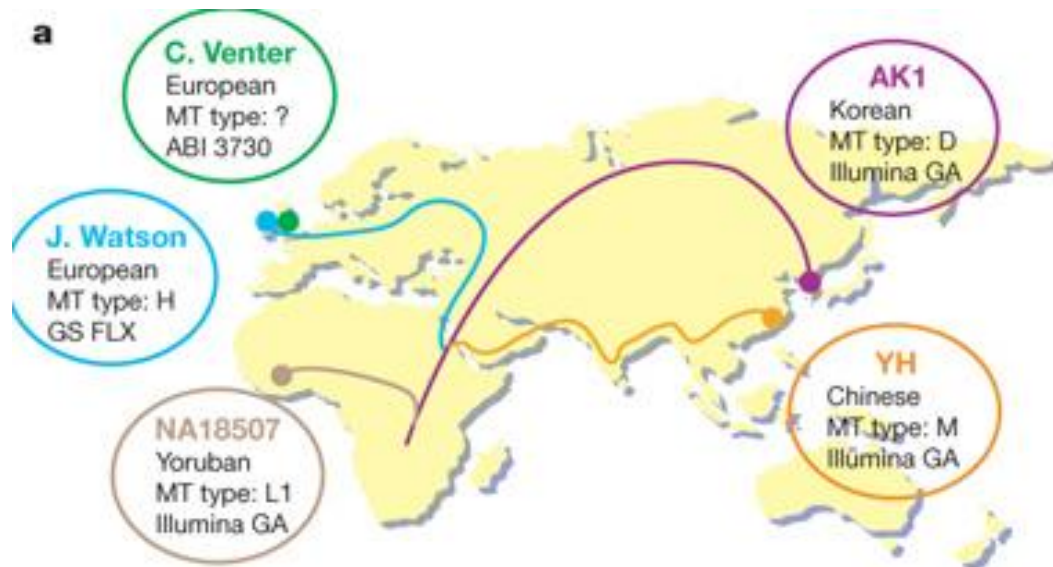 a
C. Venter
European
MT type: ?
ABI 3730
AK1
Korean
MT type: D
Illumina GA
J. Watson
European
MT type: H
GS FLX
YH
Chinese
MT type: M
Illumina GA
NA18507
Yoruban
MT type: L1
Illumina GA